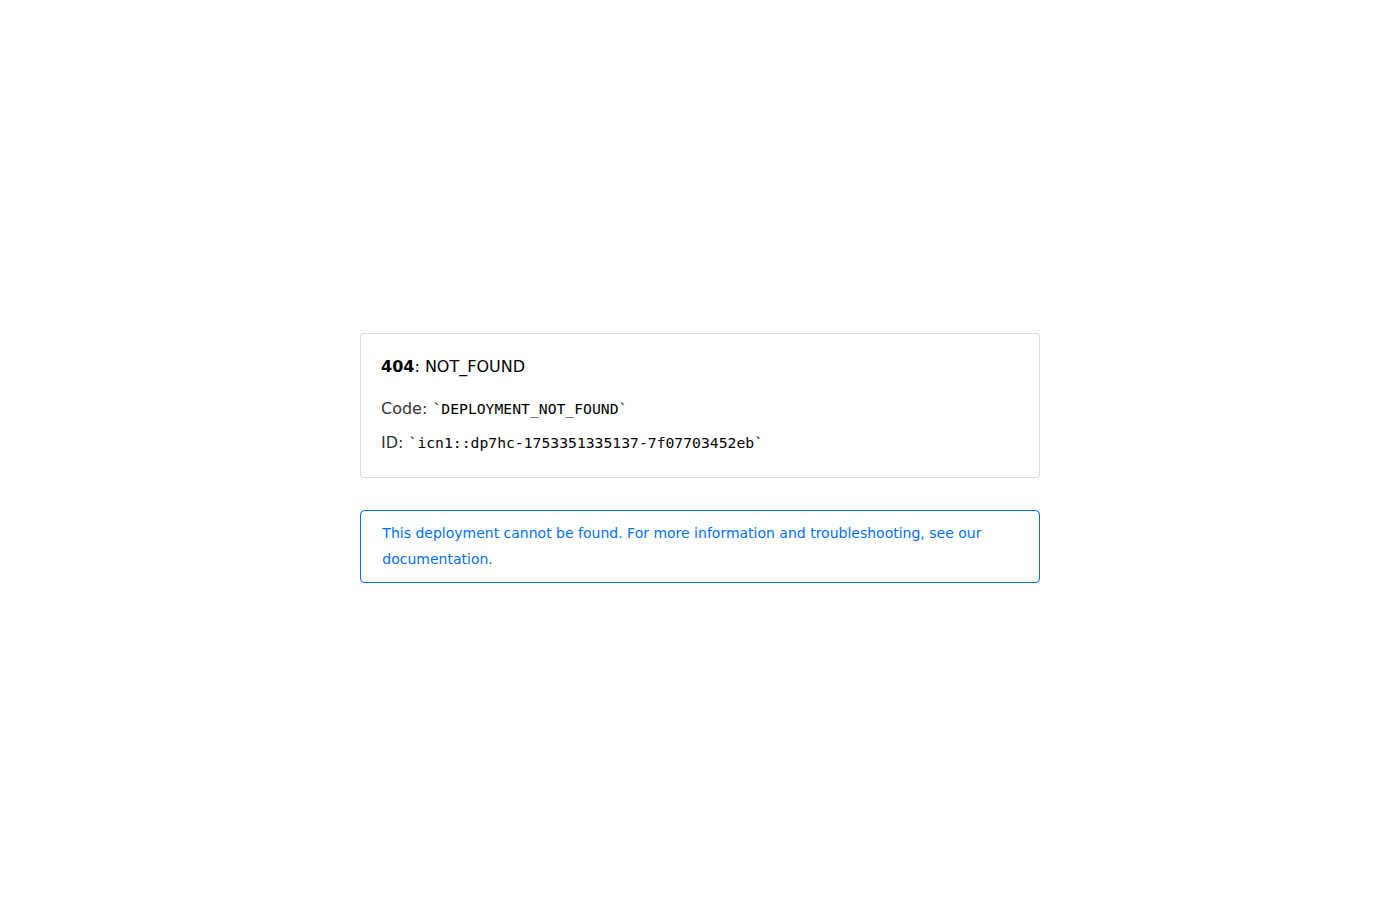 404: NOT_FOUND
Code: `DEPLOYMENT_NOT_FOUND`
ID: `icn1::dp7hc-1753351335137-7f07703452eb`
This deployment cannot be found. For more information and troubleshooting, see our
documentation.